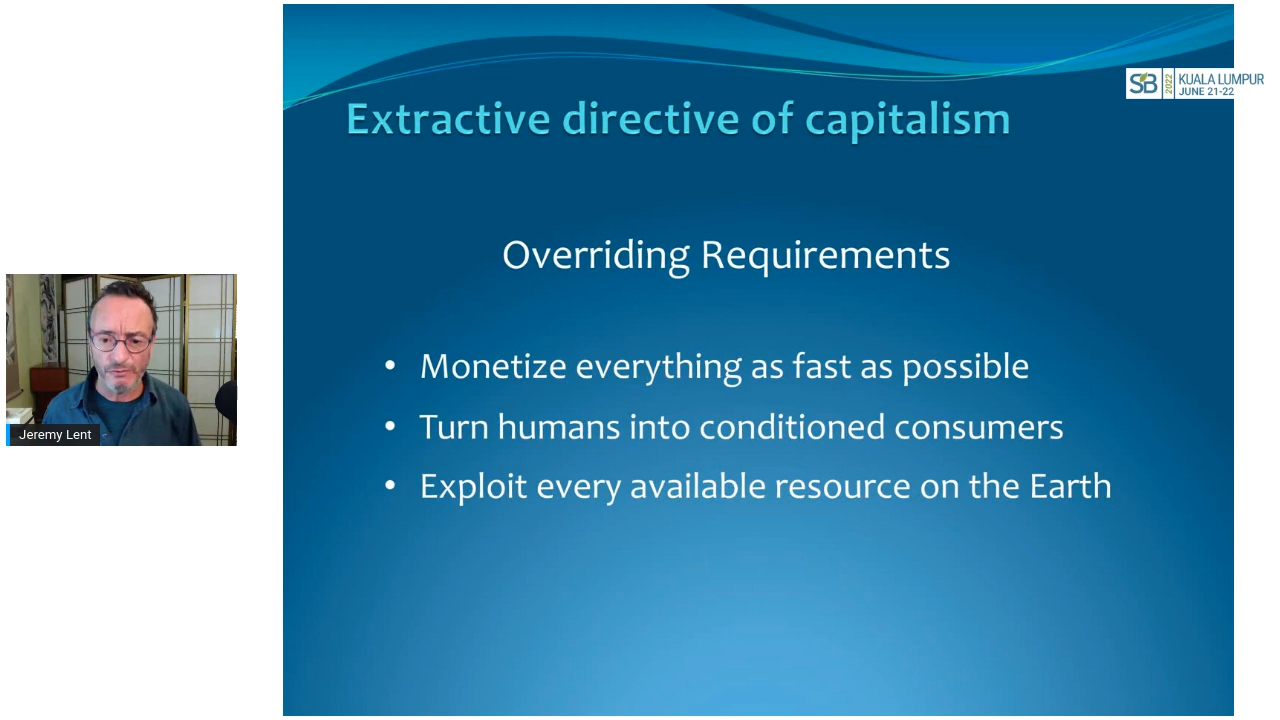 Extractive directive of capitalism
SB
2022
KUALA LUMPUR
JUNE 21-22
Overriding Requirements
• Monetize everything as fast as possible
• Turn humans into conditioned consumers
• Exploit every available resource on the Earth
Jeremy Lent